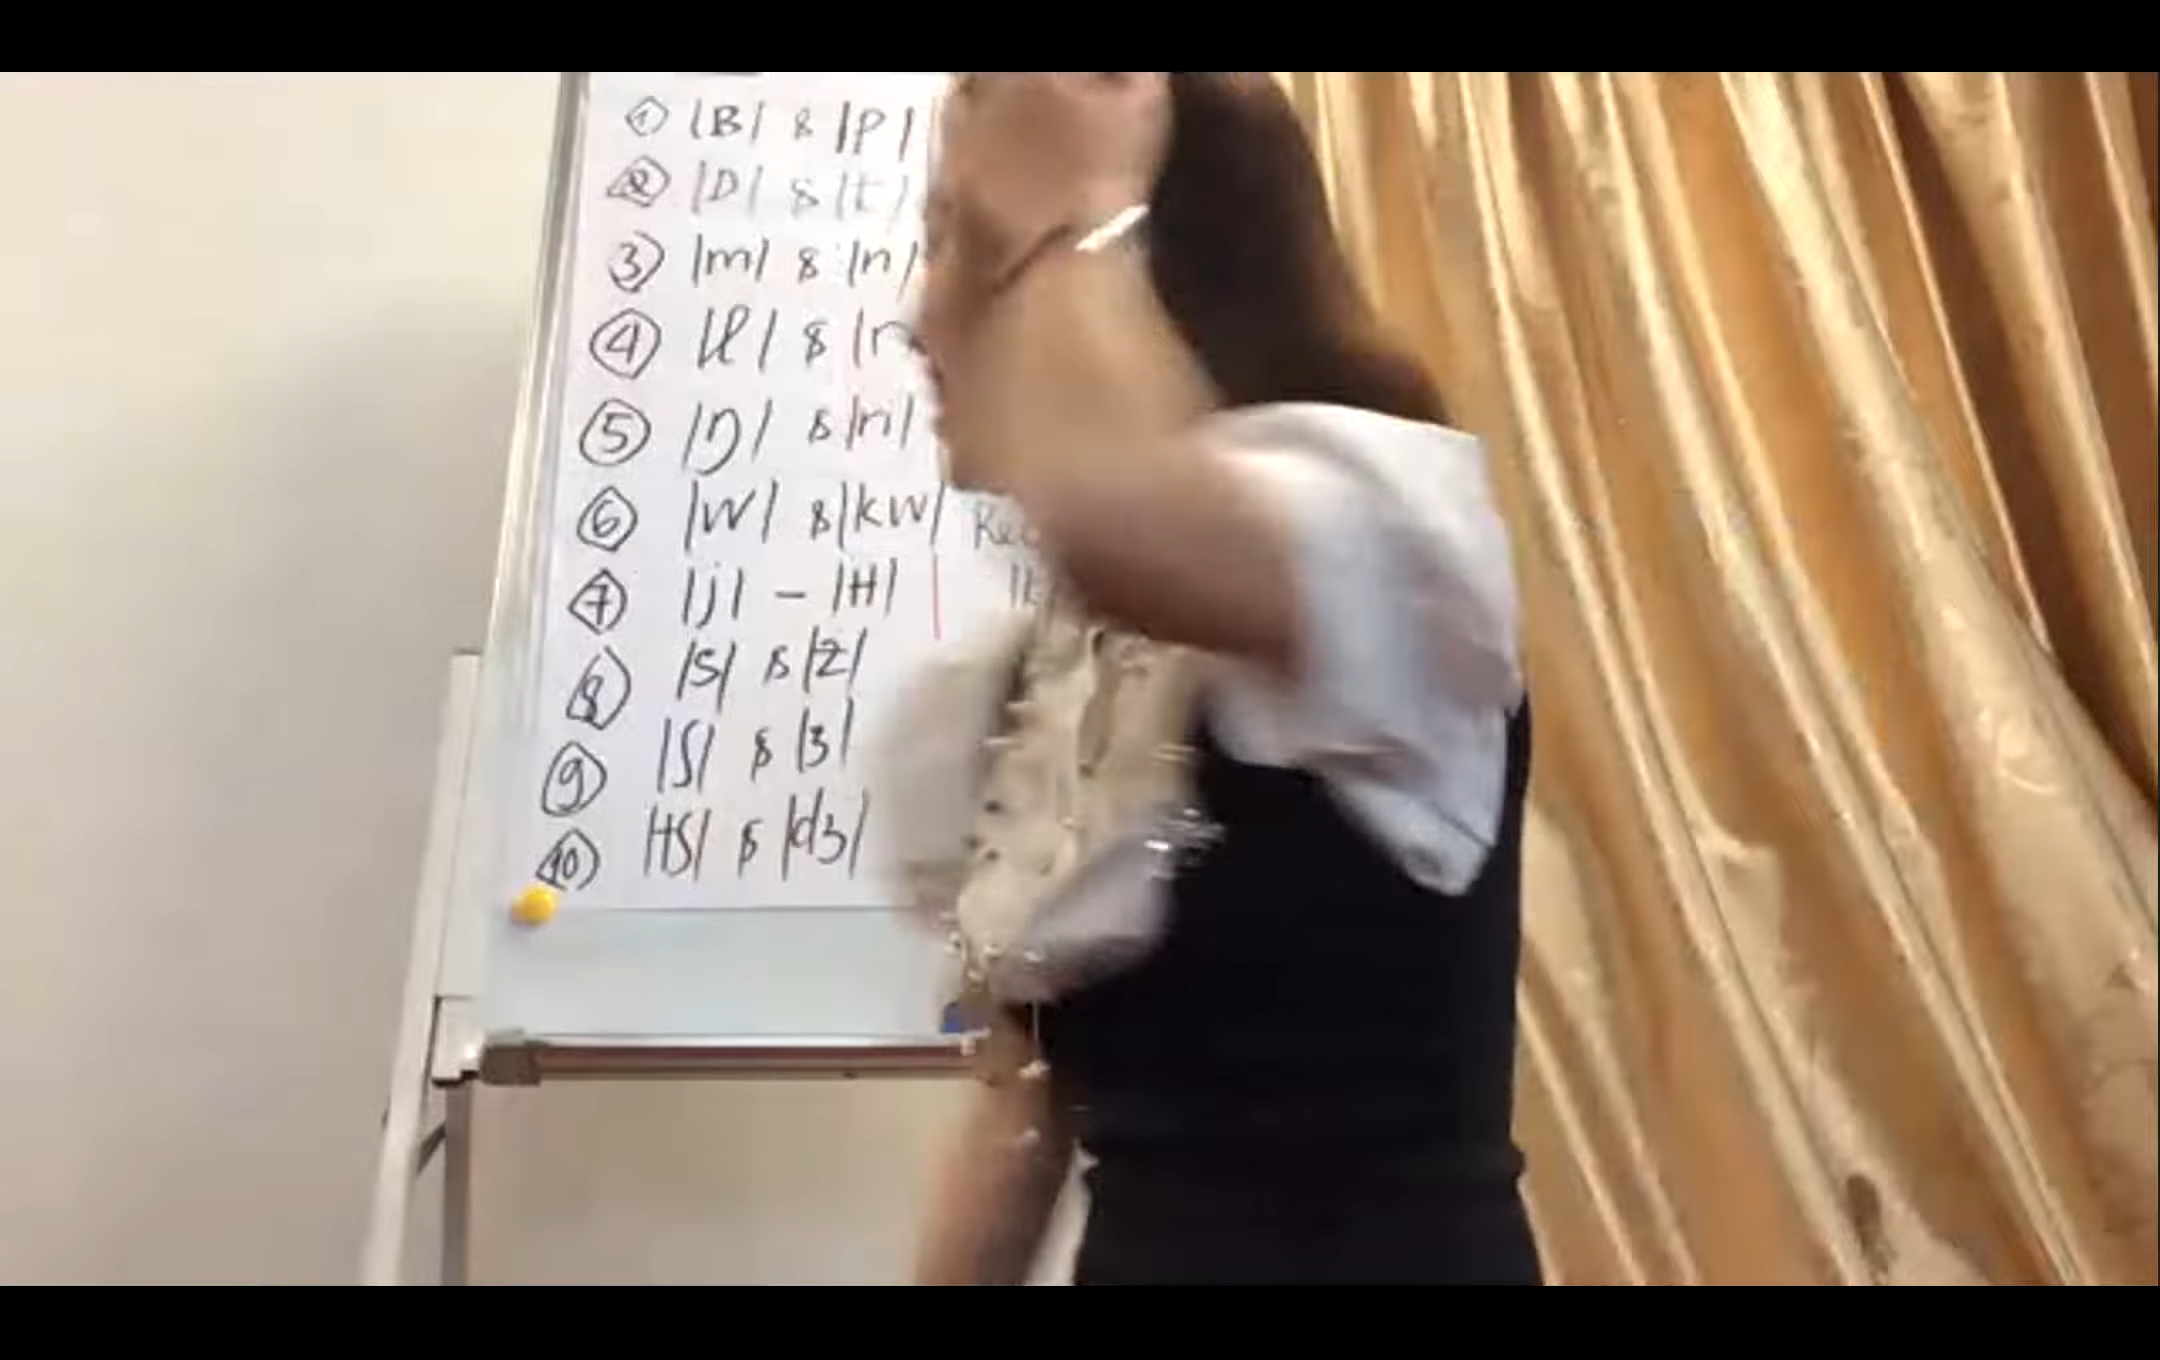 1 |B| & |P|
2 |D| & |t|
3 |m| & |n|
4 |l| & |r
5 |ŋ| & |n|
6 |W| & |kw|
7 |j| – |H|
8 |S| & |Z|
9 |ʃ| & |ʒ|
10 |tʃ| & |dʒ|